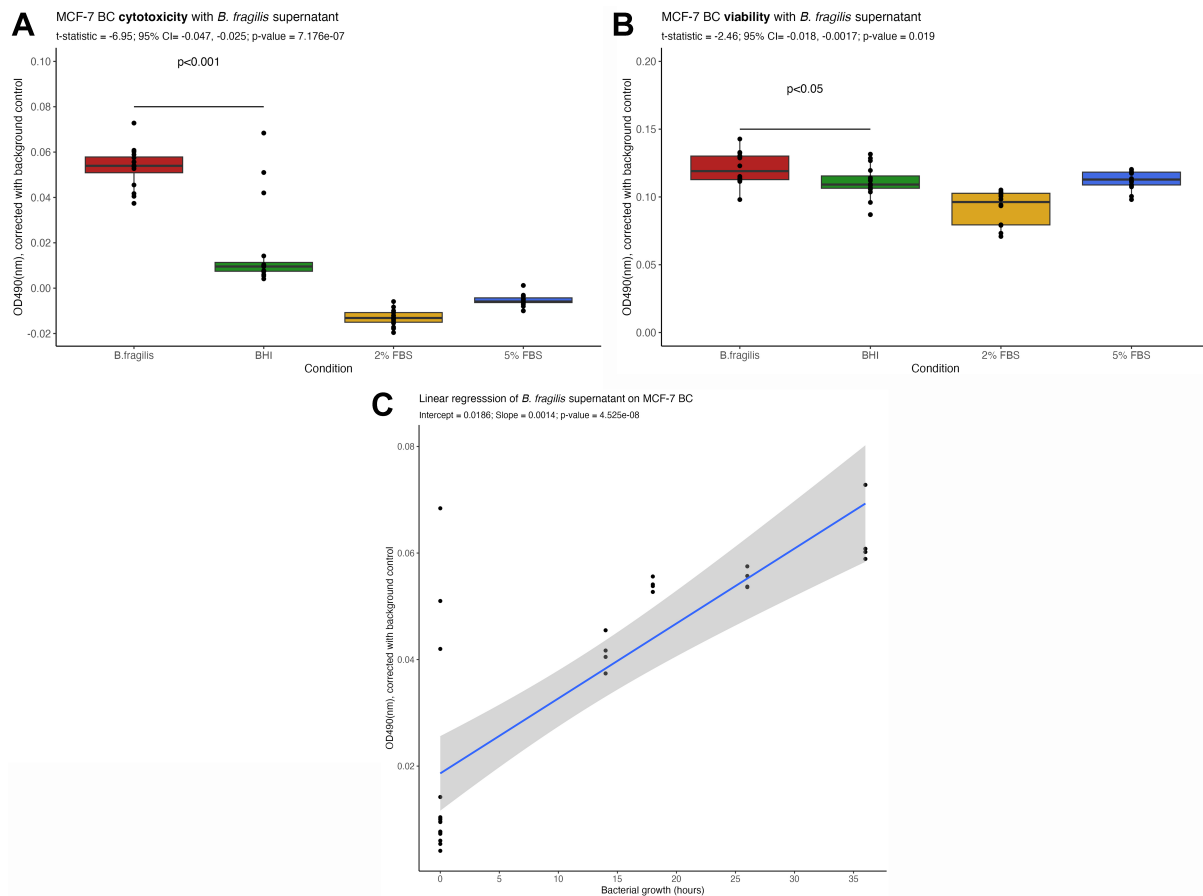 A
MCF-7 BC cytotoxicity with B. fragilis supernatant
t-statistic = -6.95; 95% CI= -0.047, -0.025; p-value = 7.176e-07
p<0.001
OD490(nm), corrected with background control
0.10
0.08
0.06
0.04
0.02
0.00
-0.02
B.fragilis BHI 2% FBS 5% FBS
Condition
B
MCF-7 BC viability with B. fragilis supernatant
t-statistic = -2.46; 95% CI= -0.018, -0.0017; p-value = 0.019
p<0.05
OD490(nm), corrected with background control
0.20
0.15
0.10
0.05
0.00
B.fragilis BHI 2% FBS 5% FBS
Condition
C
Linear regresssion of B. fragilis supernatant on MCF-7 BC
Intercept = 0.0186; Slope = 0.0014; p-value = 4.525e-08
OD490(nm), corrected with background control
0.08
0.06
0.04
0.02
0 5 10 15 20 25 30 35
Bacterial growth (hours)